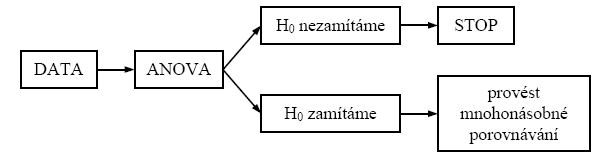 H₀ nezamítáme
STOP
DATA
ANOVA
H₀ zamítáme
provést
mnohonásobné
porovnávání